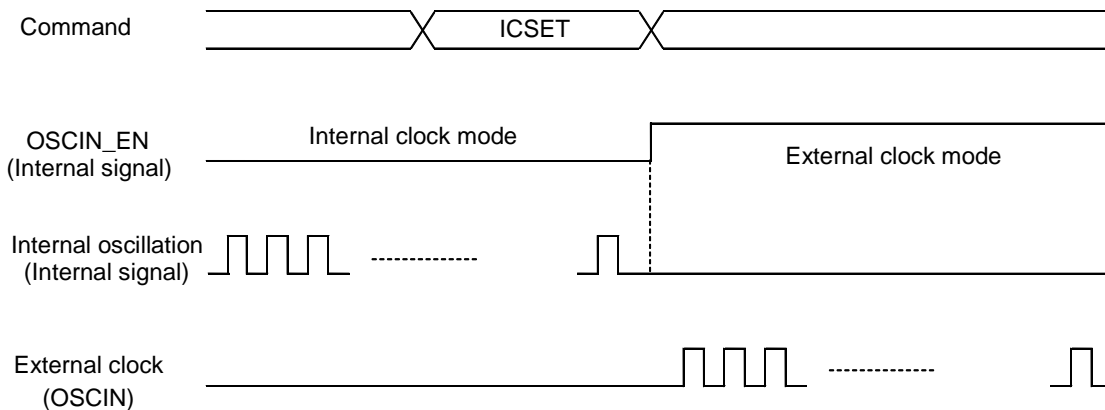 Command
ICSET
OSCIN_EN
(Internal signal)
Internal clock mode
External clock mode
Internal oscillation
(Internal signal)
External clock
(OSCIN)